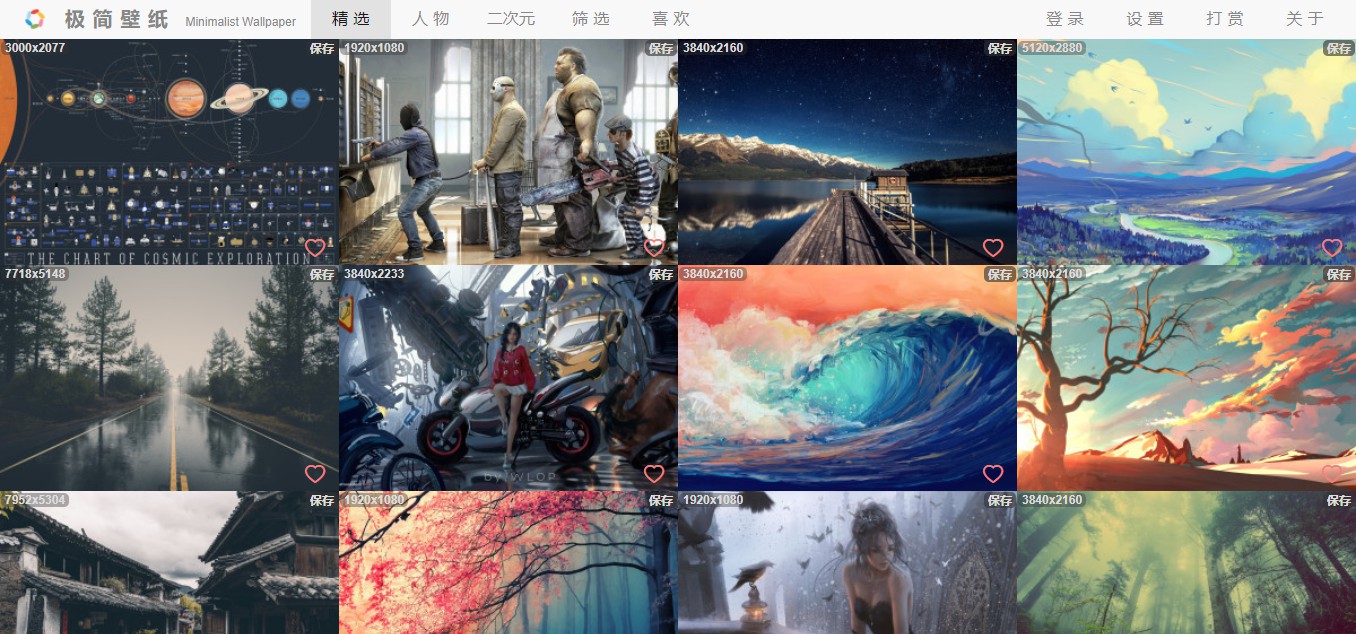 极简壁纸 Minimalist Wallpaper 精选 人物 二次元 筛选 喜欢 登录 设置 打赏 关于
3000x2077 保存 1920x1080 保存 3840x2160 保存 5120x2880 保存
THE CHART OF COSMIC EXPLORATION
7718x5148 保存 3840x2233 保存 3840x2160 保存 3840x2160 保存
by WLOP
7952x5304 保存 1920x1080 保存 1920x1080 保存 3840x2160 保存